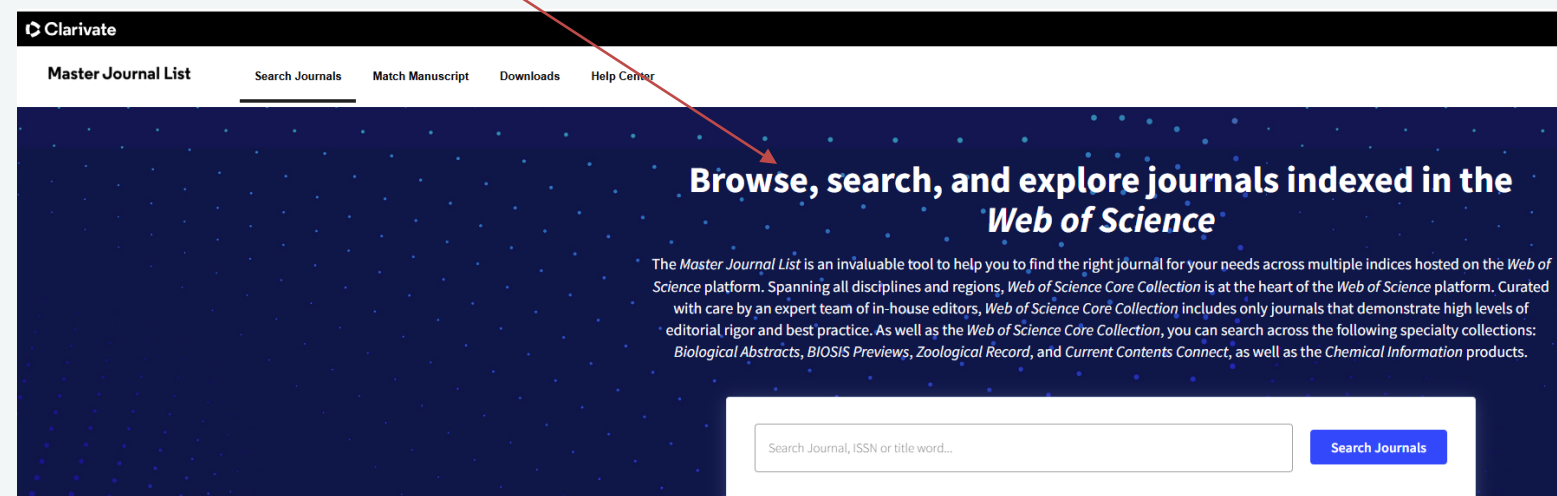 Clarivate
Master Journal List
Search Journals
Match Manuscript
Downloads
Help Center
Browse, search, and explore journals indexed in the
Web of Science
The Master Journal List is an invaluable tool to help you to find the right journal for your needs across multiple indices hosted on the Web of
Science platform. Spanning all disciplines and regions, Web of Science Core Collection is at the heart of the Web of Science platform. Curated
with care by an expert team of in-house editors, Web of Science Core Collection includes only journals that demonstrate high levels of
editorial rigor and best practice. As well as the Web of Science Core Collection, you can search across the following specialty collections:
Biological Abstracts, BIOSIS Previews, Zoological Record, and Current Contents Connect, as well as the Chemical Information products.
Search Journal, ISSN or title word...
Search Journals